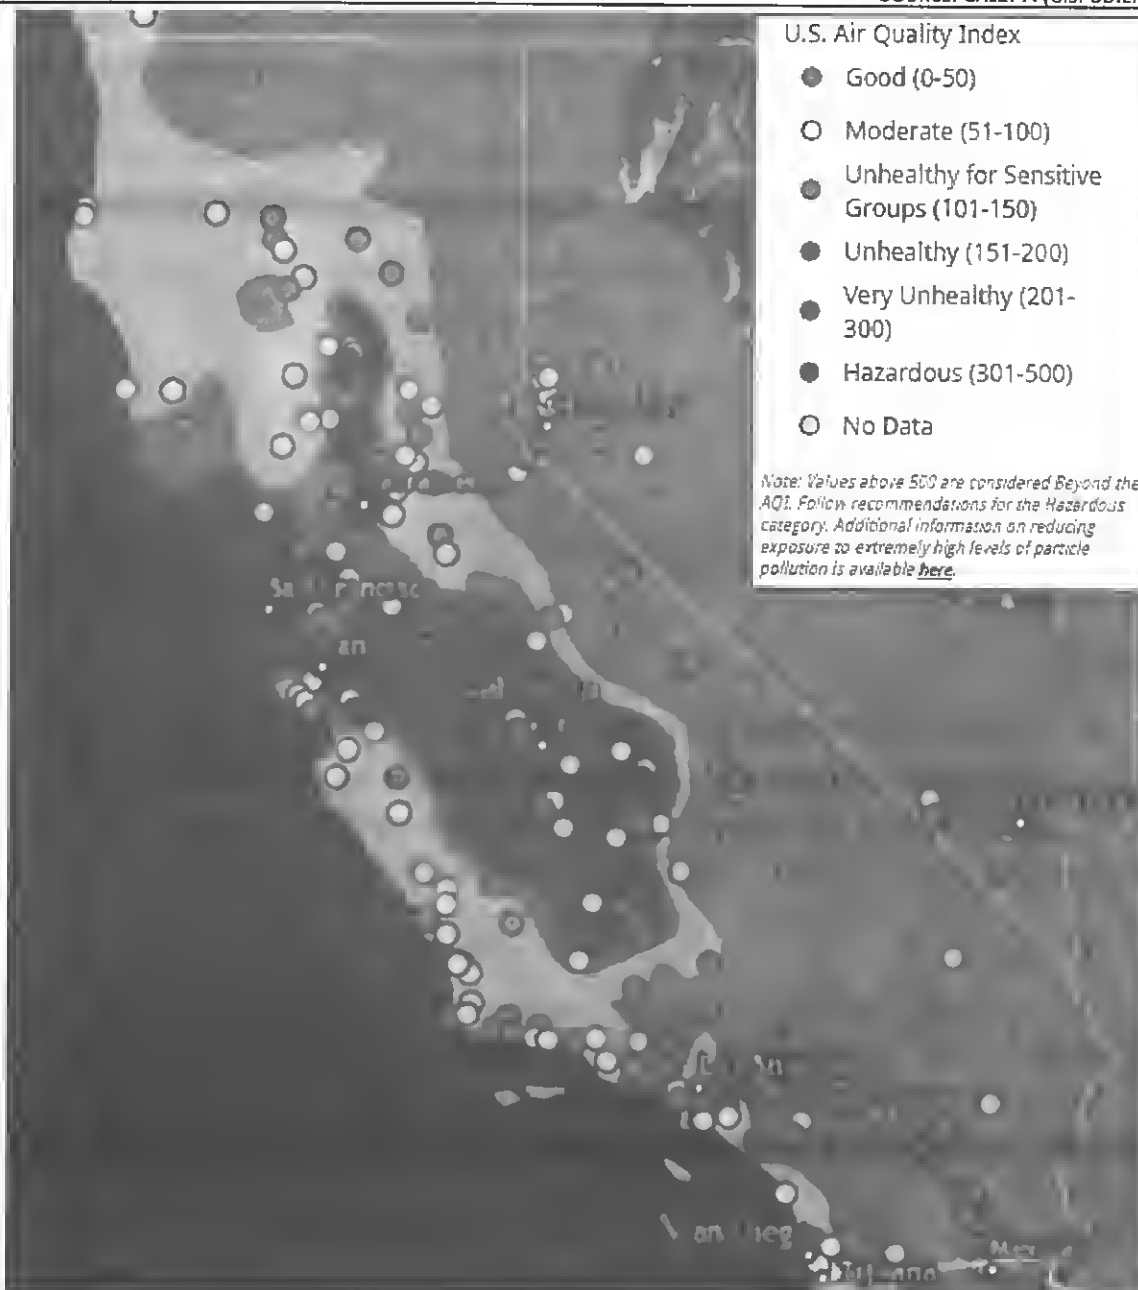 U.S. Air Quality Index
Good (0-50)
Moderate (51-100)
Unhealthy for Sensitive
Groups (101-150)
Unhealthy (151-200)
Very Unhealthy (201-
300)
Hazardous (301-500)
No Data
Note: Values above 500 are considered Beyond the
AQI. Follow recommendations for the Hazardous
category. Additional information on reducing
exposure to extremely high levels of particle
pollution is available here.